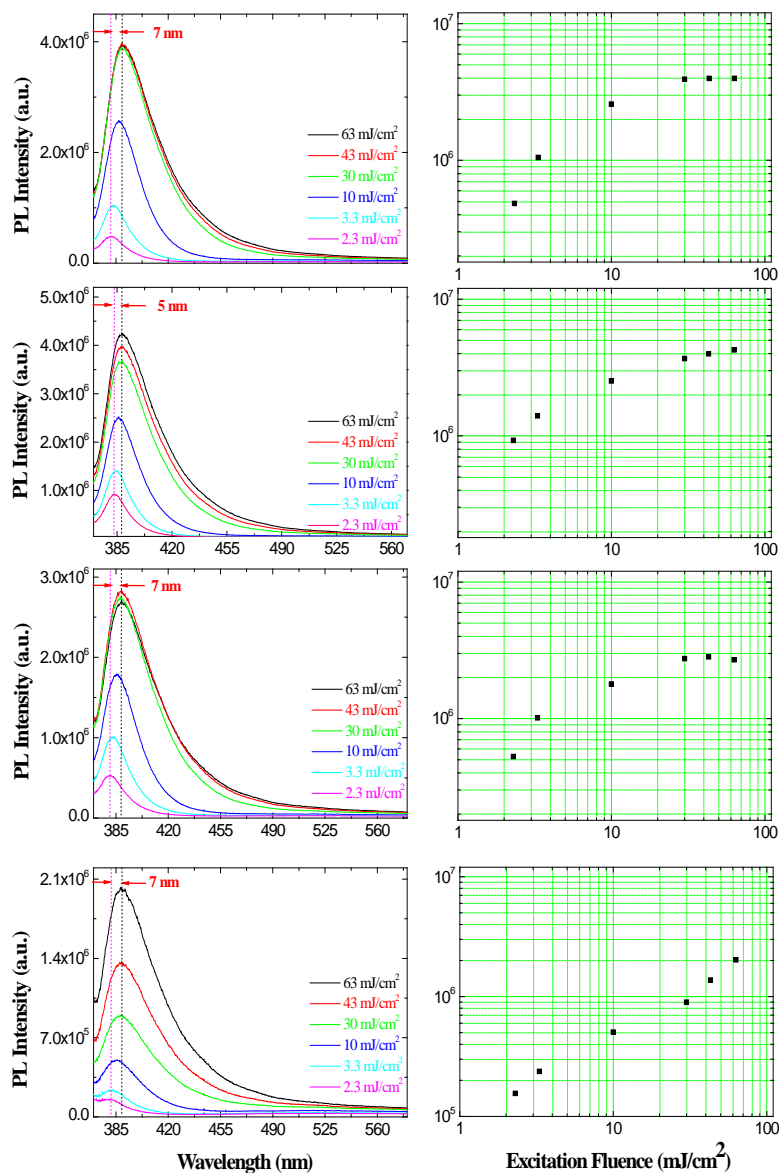 4.0x10⁶
2.0x10⁶
0.0
PL Intensity (a.u.)
7 nm
63 mJ/cm²
43 mJ/cm²
30 mJ/cm²
10 mJ/cm²
3.3 mJ/cm²
2.3 mJ/cm²
385 420 455 490 525 560
10⁷
10⁶
1 10 100
5.0x10⁶
4.0x10⁶
3.0x10⁶
2.0x10⁶
1.0x10⁶
PL Intensity (a.u.)
5 nm
63 mJ/cm²
43 mJ/cm²
30 mJ/cm²
10 mJ/cm²
3.3 mJ/cm²
2.3 mJ/cm²
385 420 455 490 525 560
10⁷
10⁶
1 10 100
3.0x10⁶
2.0x10⁶
1.0x10⁶
0.0
PL Intensity (a.u.)
7 nm
63 mJ/cm²
43 mJ/cm²
30 mJ/cm²
10 mJ/cm²
3.3 mJ/cm²
2.3 mJ/cm²
385 420 455 490 525 560
10⁷
10⁶
1 10 100
2.1x10⁶
1.4x10⁶
7.0x10⁵
0.0
PL Intensity (a.u.)
7 nm
63 mJ/cm²
43 mJ/cm²
30 mJ/cm²
10 mJ/cm²
3.3 mJ/cm²
2.3 mJ/cm²
385 420 455 490 525 560
Wavelength (nm)
10⁷
10⁶
10⁵
1 10 100
Excitation Fluence (mJ/cm²)